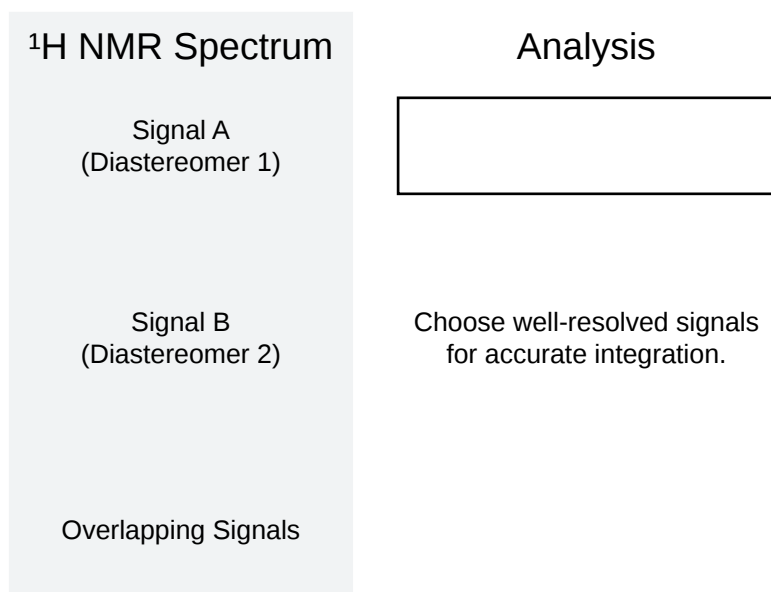 ¹H NMR Spectrum
Analysis
Signal A
(Diastereomer 1)
Signal B
(Diastereomer 2)
Choose well-resolved signals
for accurate integration.
Overlapping Signals